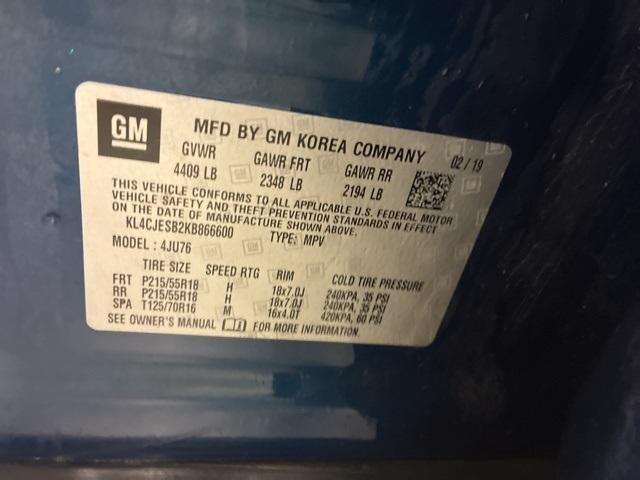 GM
MFD BY GM KOREA COMPANY
02/19
GVWR GAWR FRT GAWR RR
4409 LB 2348 LB 2194 LB
THIS VEHICLE CONFORMS TO ALL APPLICABLE U.S. FEDERAL MOTOR
VEHICLE SAFETY AND THEFT PREVENTION STANDARDS IN EFFECT
ON THE DATE OF MANUFACTURE SHOWN ABOVE.
KL4CJESB2KB866600 TYPE: MPV
MODEL : 4JU76
TIRE SIZE SPEED RTG RIM COLD TIRE PRESSURE
FRT P215/55R18 H 18x7.0J 240KPA, 35 PSI
RR P215/55R18 H 18x7.0J 240KPA, 35 PSI
SPA T125/70R16 M 16x4.0T 420KPA, 60 PSI
SEE OWNER'S MANUAL FOR MORE INFORMATION.